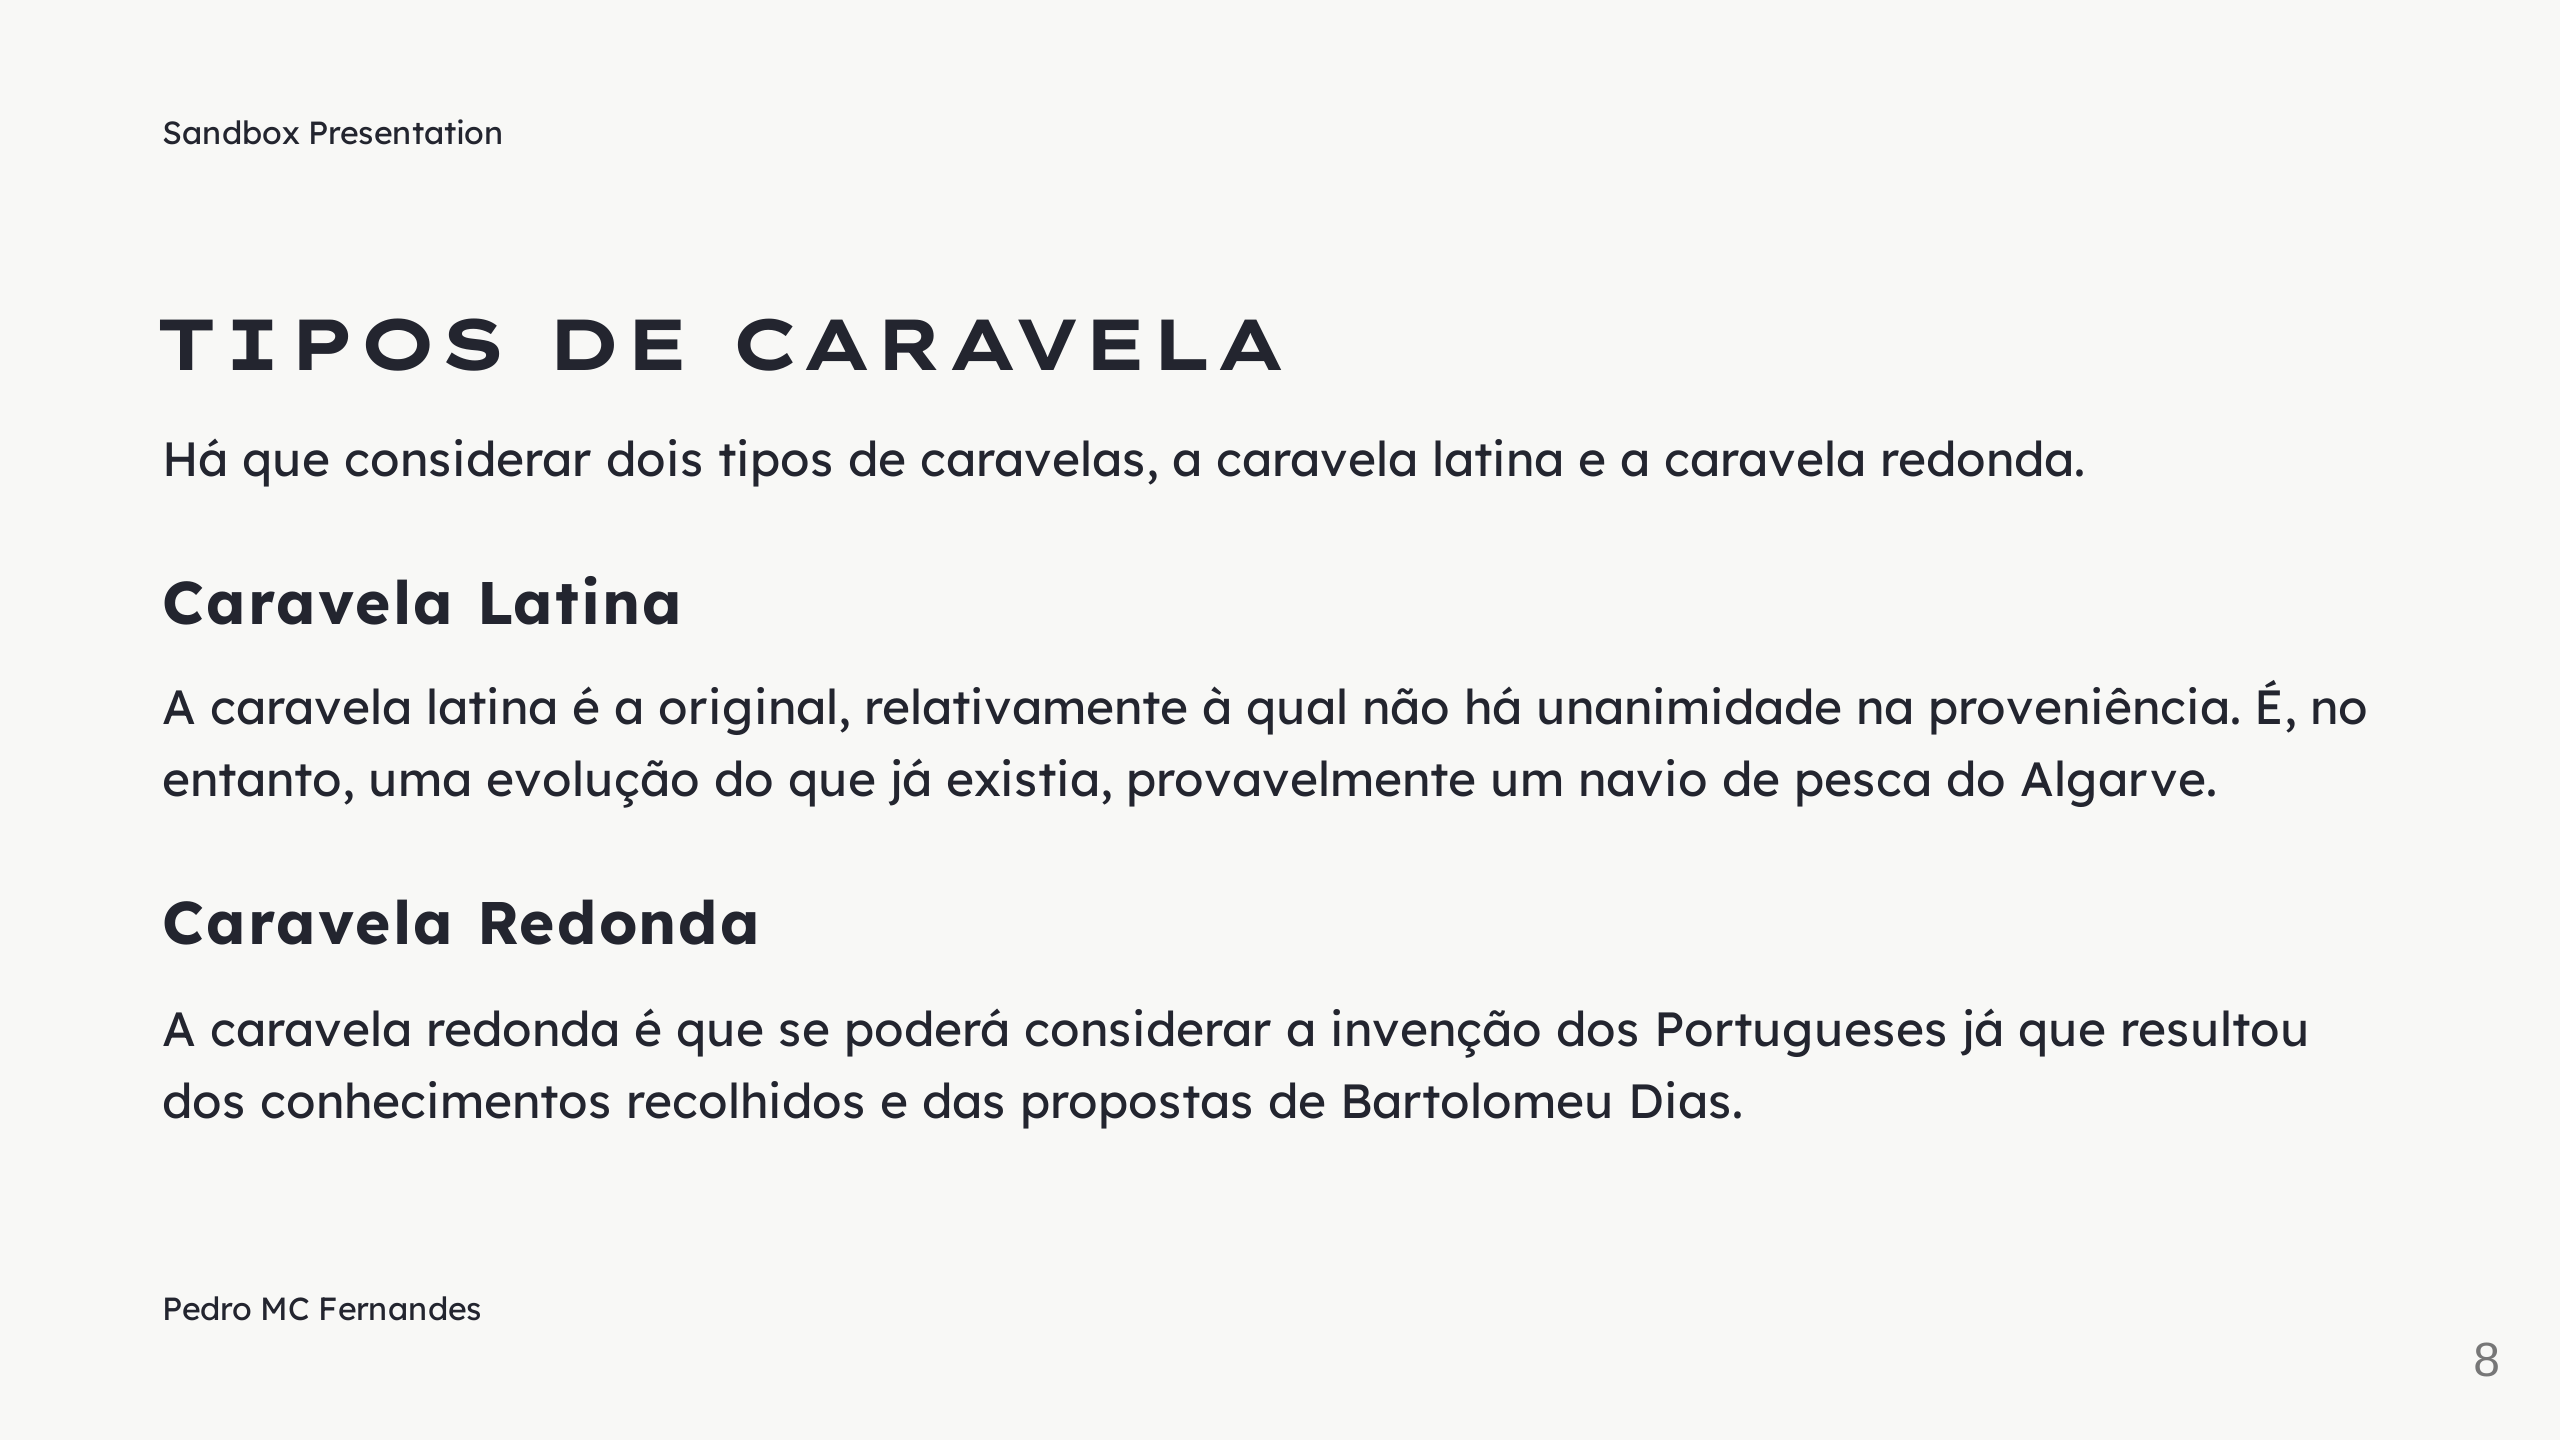 Sandbox Presentation
TIPOS DE CARAVELA
Há que considerar dois tipos de caravelas, a caravela latina e a caravela redonda.
Caravela Latina
A caravela latina é a original, relativamente à qual não há unanimidade na proveniência. É, no
entanto, uma evolução do que já existia, provavelmente um navio de pesca do Algarve.
Caravela Redonda
A caravela redonda é que se poderá considerar a invenção dos Portugueses já que resultou
dos conhecimentos recolhidos e das propostas de Bartolomeu Dias.
Pedro MC Fernandes
8